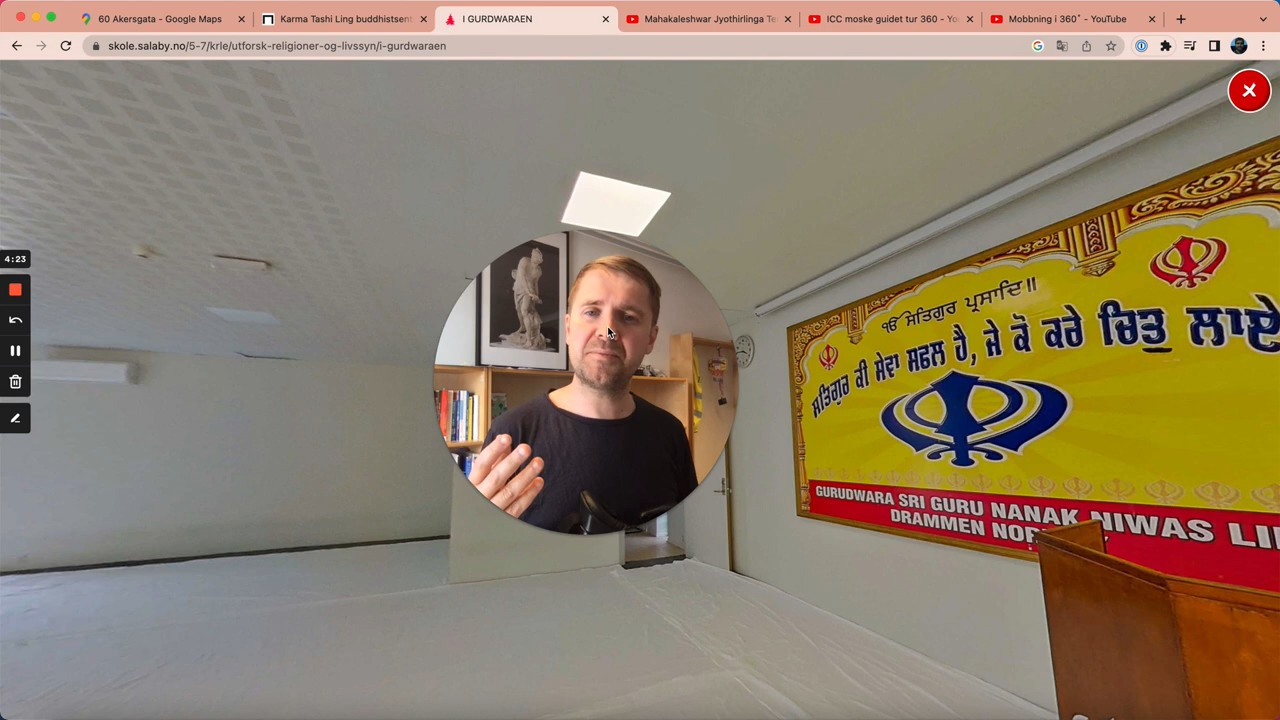 60 Akersgata - Google Maps
Karma Tashi Ling buddhistsent
I GURDWARAEN
Mahakaleshwar Jyothirlinga Te
ICC moske guidet tur 360 - Yo
Mobbning i 360° - YouTube
skole.salaby.no/5-7/krle/utforsk-religioner-og-livssyn/i-gurdwaraen
4:23
ੴ ਸਤਿਗੁਰ ਪ੍ਰਸਾਦਿ॥
ਸਤਿਗੁਰ ਕੀ ਸੇਵਾ ਸਫਲ ਹੈ, ਜੇ ਕੋ ਕਰੇ ਚਿਤੁ ਲਾਏ
GURUDWARA SRI GURU NANAK NIWAS LI
DRAMMEN